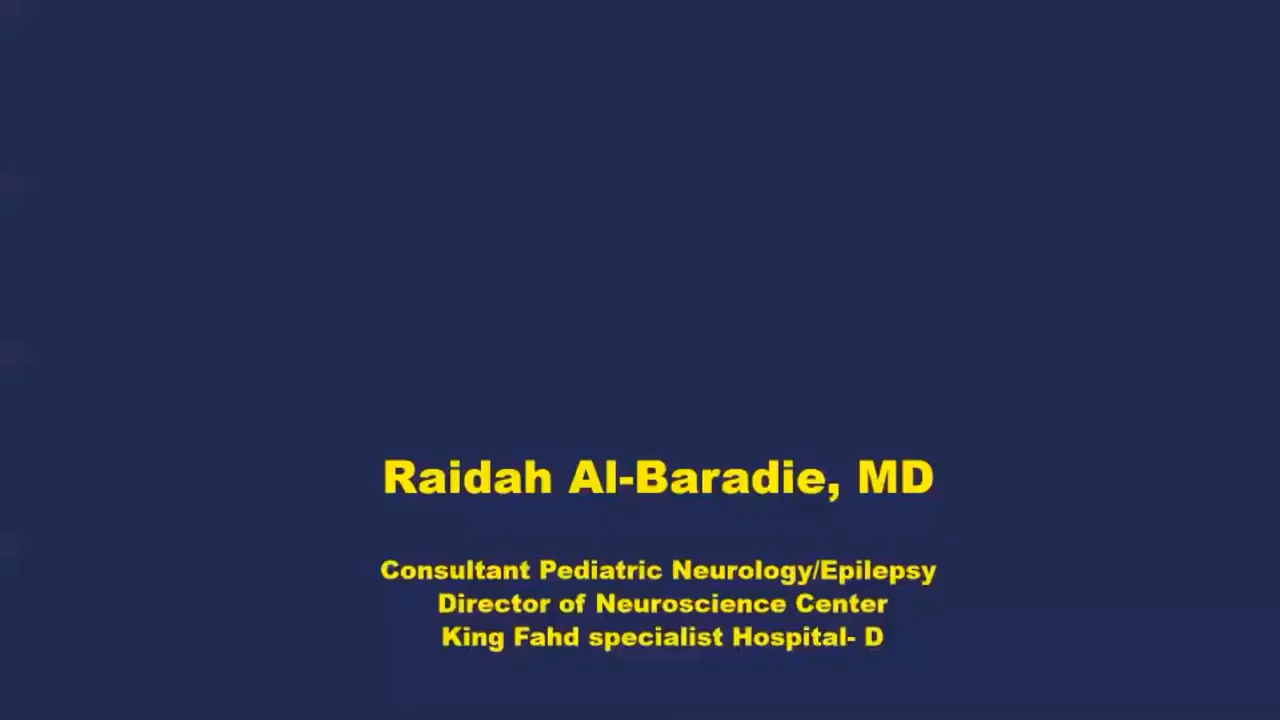 Raidah Al-Baradie, MD
Consultant Pediatric Neurology/Epilepsy
Director of Neuroscience Center
King Fahd specialist Hospital- D